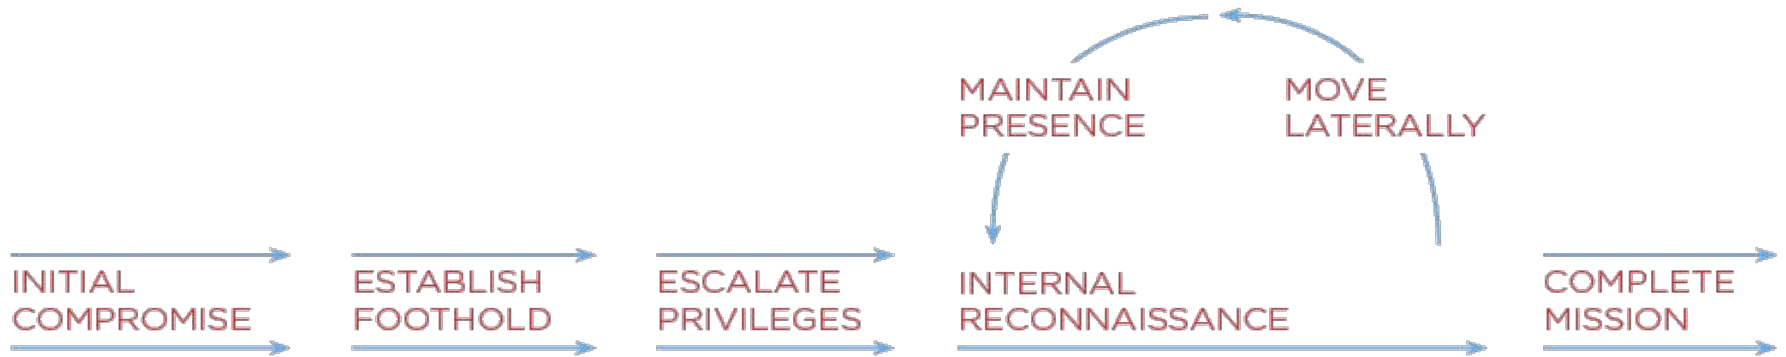 MAINTAIN
PRESENCE
MOVE
LATERALLY
INITIAL
COMPROMISE
ESTABLISH
FOOTHOLD
ESCALATE
PRIVILEGES
INTERNAL
RECONNAISSANCE
COMPLETE
MISSION